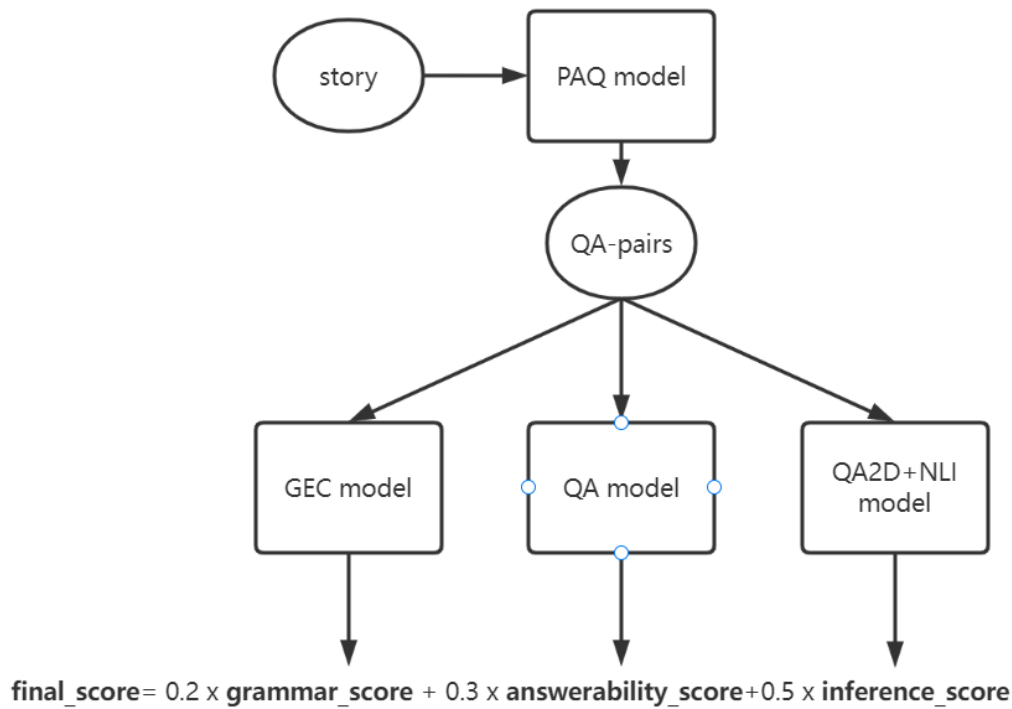 story
PAQ model
QA-pairs
GEC model
QA model
QA2D+NLI
model
final_score= 0.2 x grammar_score + 0.3 x answerability_score+0.5 x inference_score